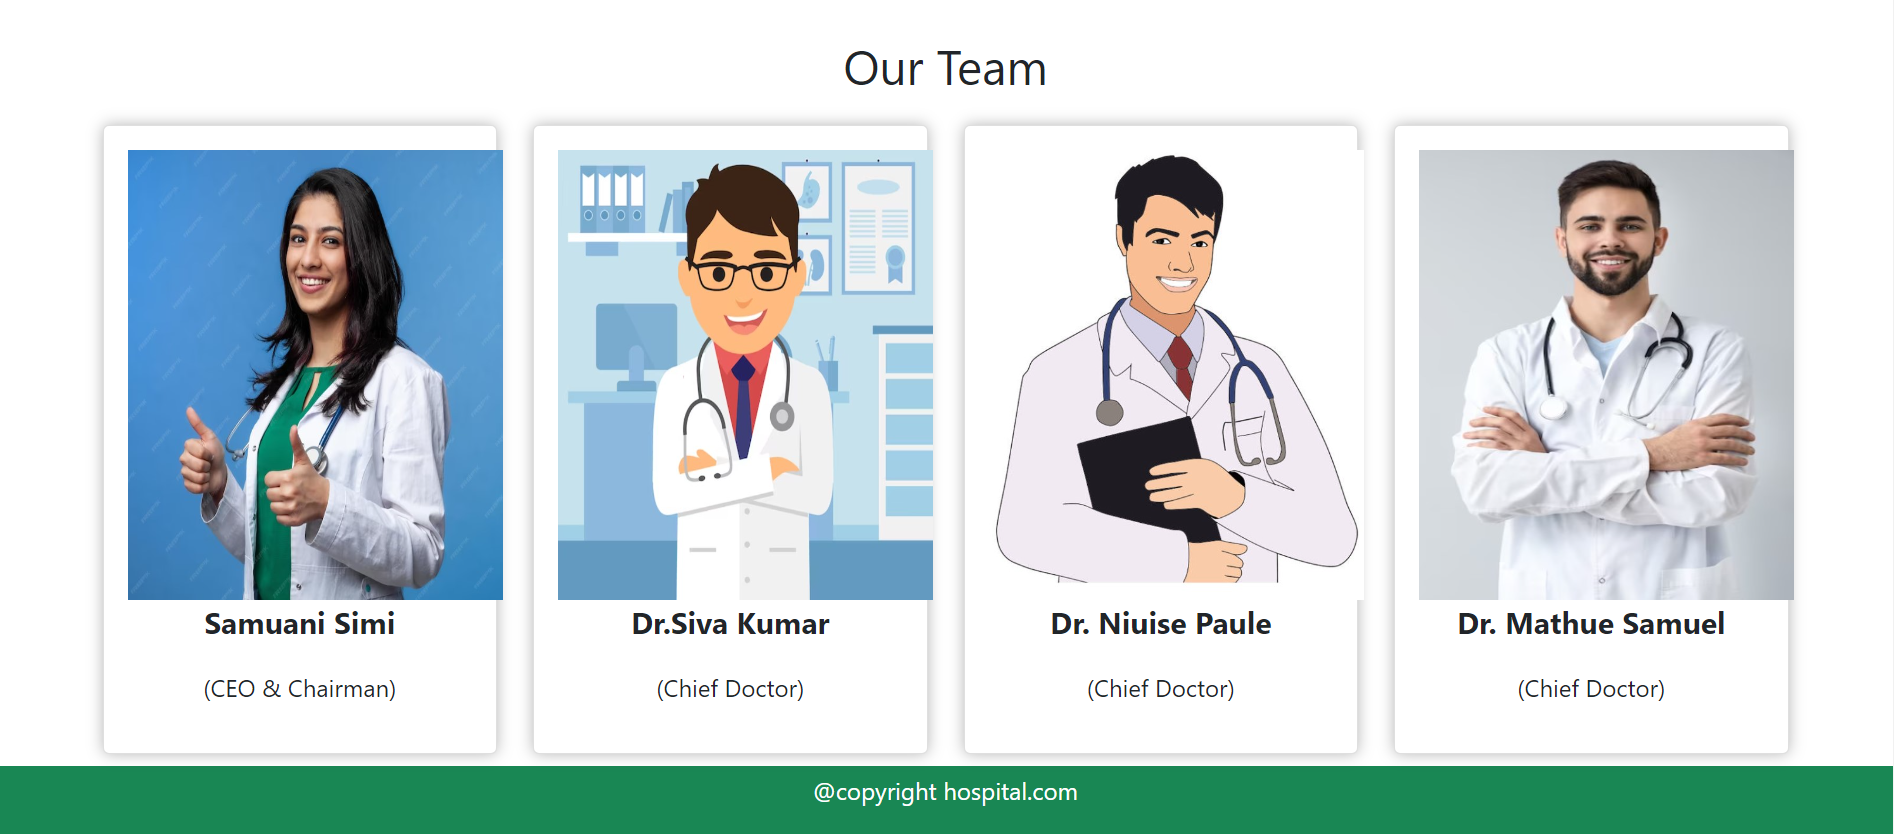 Our Team
Samuani Simi
(CEO & Chairman)
Dr.Siva Kumar
(Chief Doctor)
Dr. Niuise Paule
(Chief Doctor)
Dr. Mathue Samuel
(Chief Doctor)
@copyright hospital.com